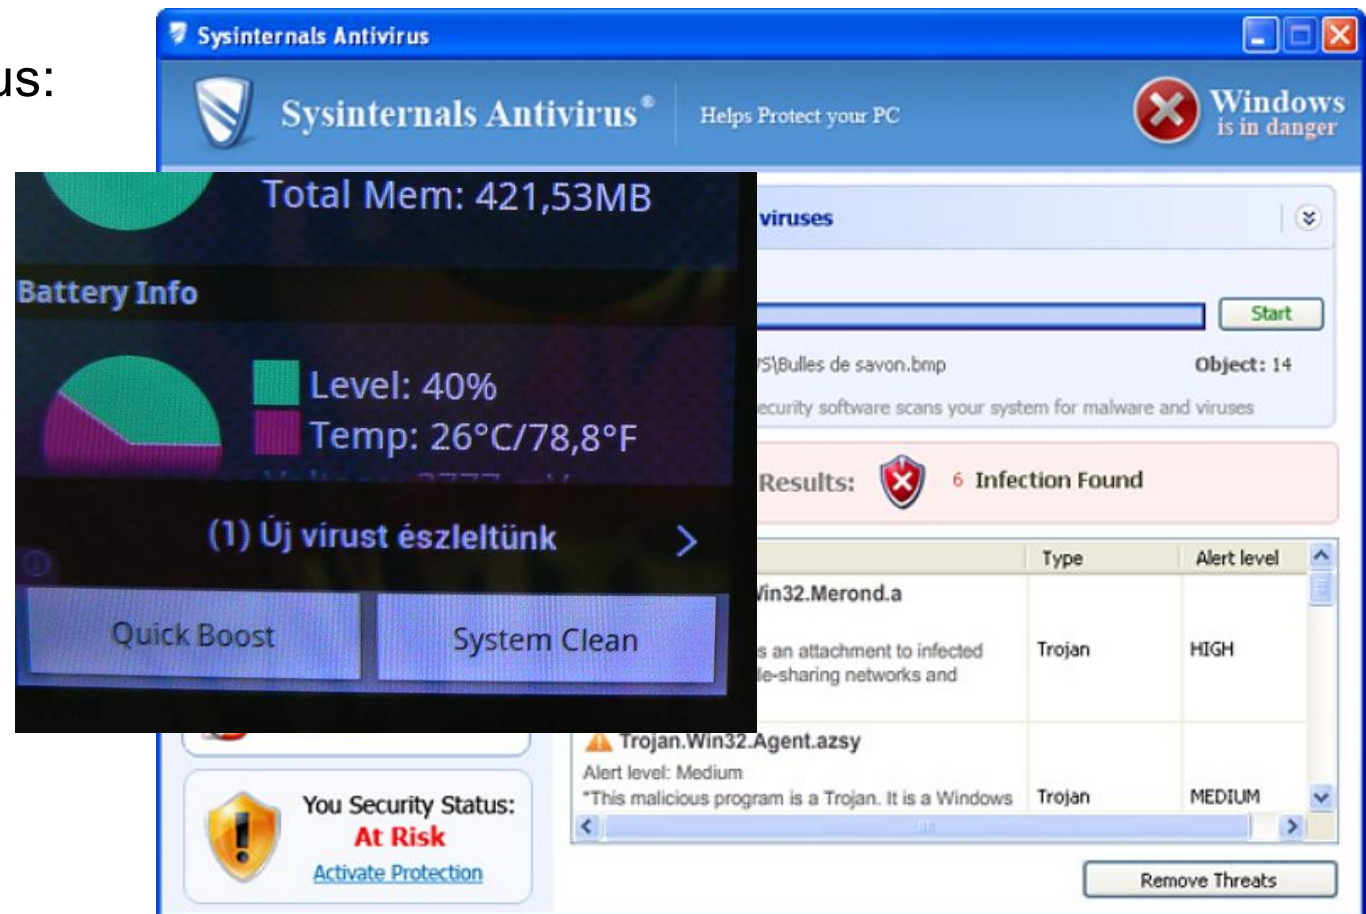 us:
Sysinternals Antivirus
Sysinternals Antivirus®
Helps Protect your PC
Windows
is in danger
viruses
Start
S\Bulles de savon.bmp
Object: 14
ecurity software scans your system for malware and viruses
Results:
6 Infection Found
Type
Alert level
Win32.Merond.a
s an attachment to infected
le-sharing networks and
Trojan
HIGH
Trojan.Win32.Agent.azsy
Alert level: Medium
"This malicious program is a Trojan. It is a Windows
Trojan
MEDIUM
You Security Status:
At Risk
Activate Protection
Remove Threats
Total Mem: 421,53MB
Battery Info
Level: 40%
Temp: 26°C/78,8°F
(1) Új vírust észleltünk
Quick Boost
System Clean